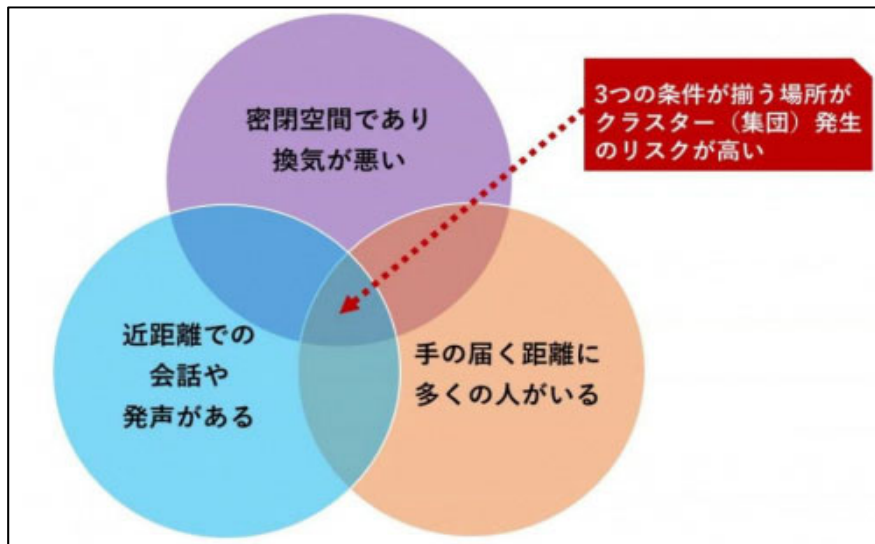 密閉空間であり
換気が悪い
3つの条件が揃う場所が
クラスター（集団）発生
のリスクが高い
近距離での
会話や
発声がある
手の届く距離に
多くの人がいる